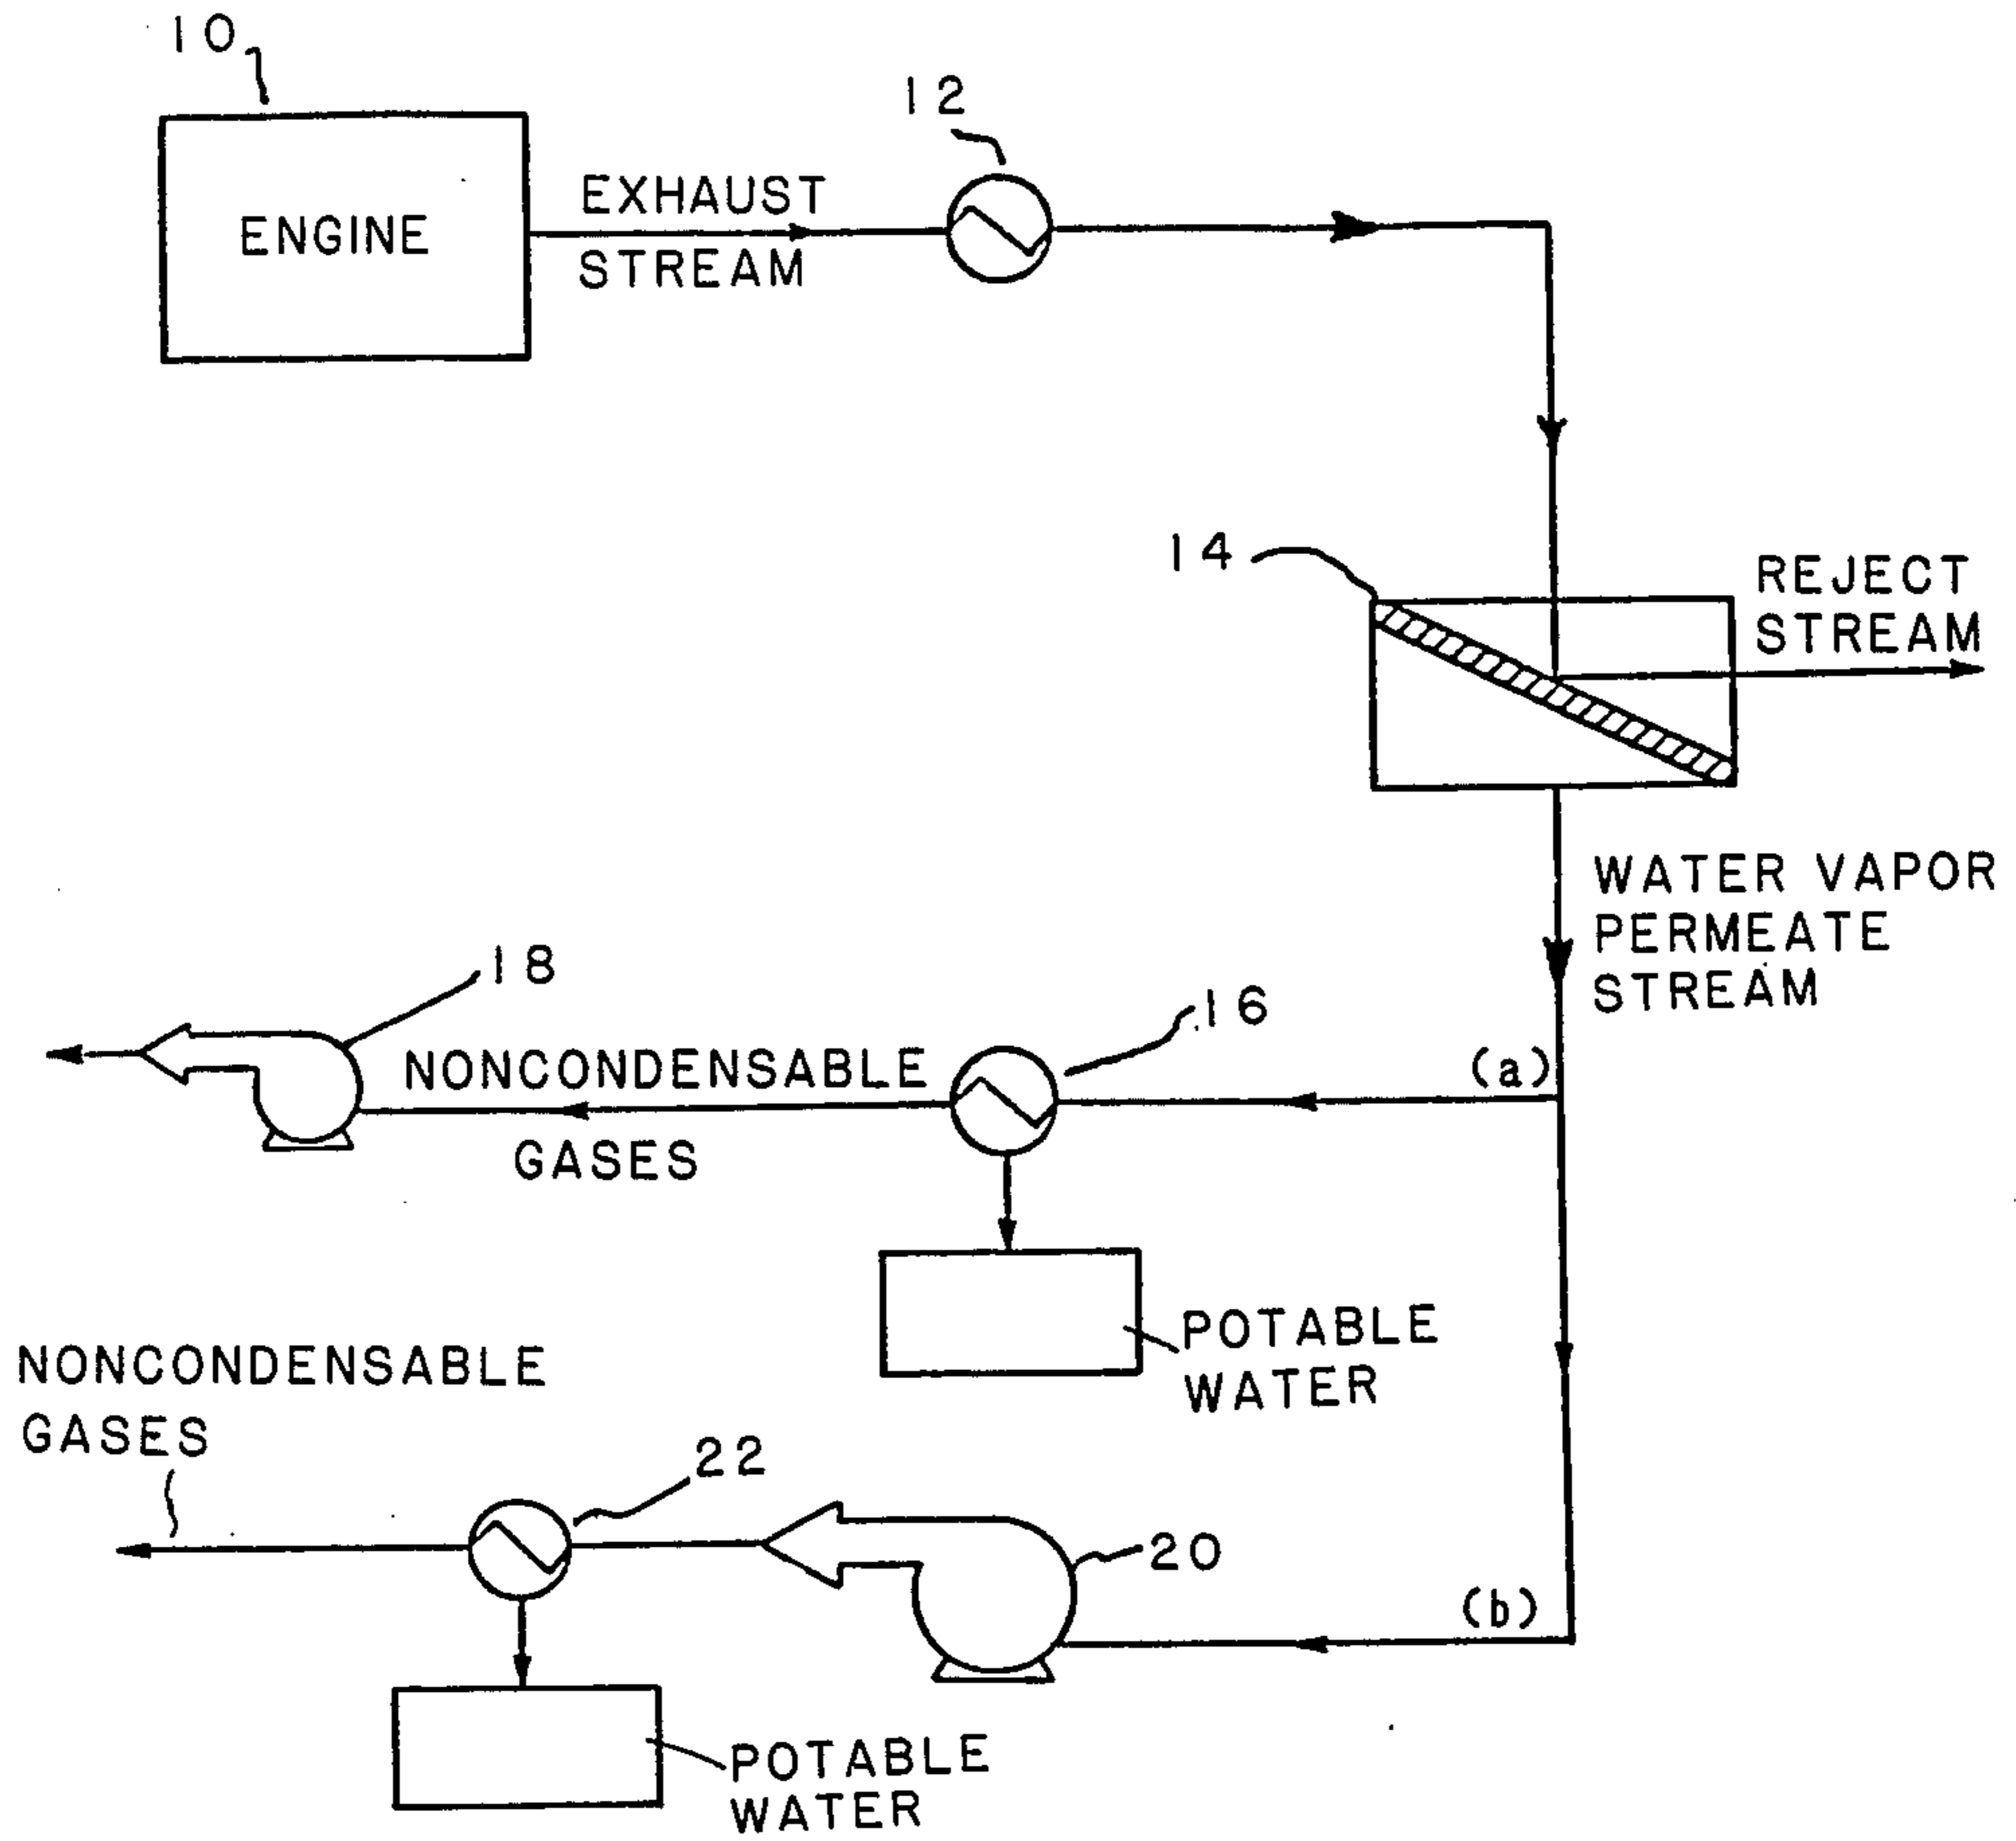 10
12
ENGINE
EXHAUST
STREAM
14
REJECT
STREAM
WATER VAPOR
PERMEATE
STREAM
18
16
(a)
NONCONDENSABLE
GASES
POTABLE
WATER
NONCONDENSABLE
GASES
22
20
(b)
POTABLE
WATER